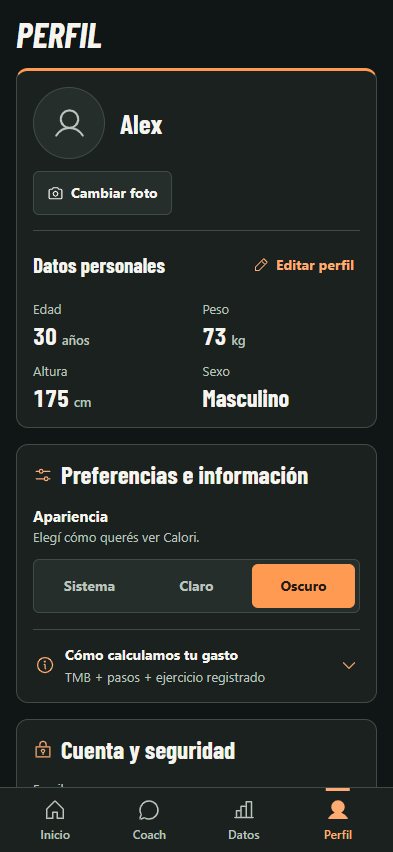 PERFIL
Alex
Cambiar foto
Datos personales
Editar perfil
Edad
Peso
30 años
73 kg
Altura
Sexo
175 cm
Masculino
Preferencias e información
Apariencia
Elegí cómo querés ver Calori.
Sistema
Claro
Oscuro
Cómo calculamos tu gasto
TMB + pasos + ejercicio registrado
Cuenta y seguridad
Inicio
Coach
Datos
Perfil